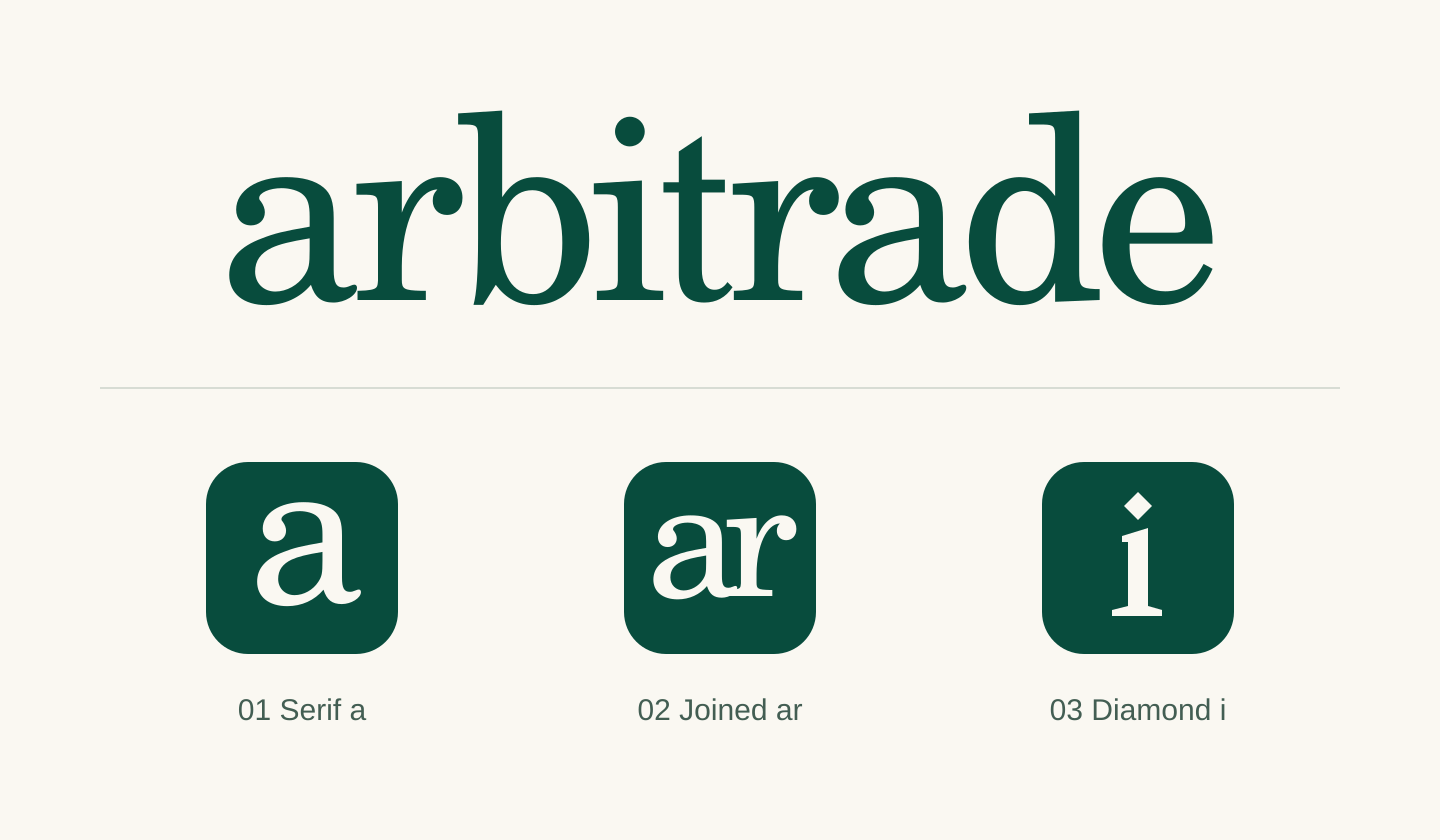 arbitrade
a
ar
i
01 Serif a
02 Joined ar
03 Diamond i